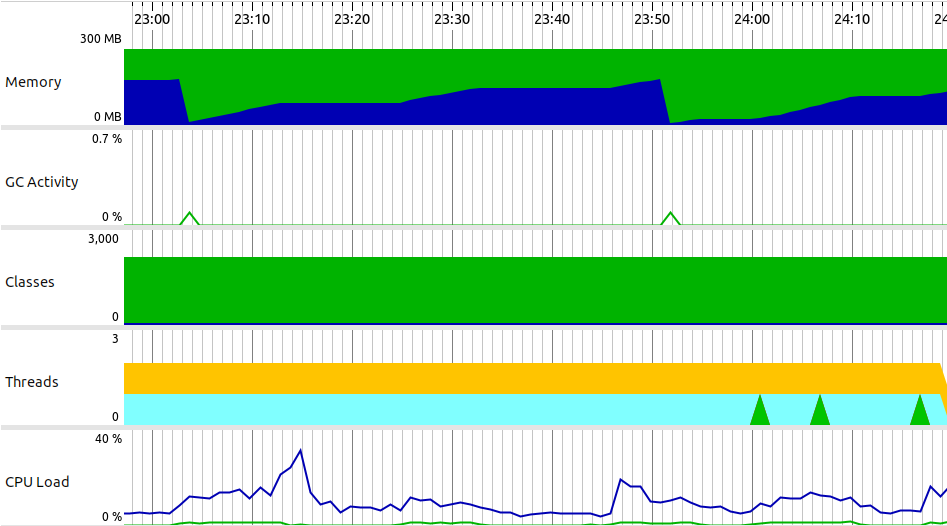 23:00 23:10 23:20 23:30 23:40 23:50 24:00 24:10 24
300 MB
Memory
0 MB
0.7 %
GC Activity
0 %
3,000
Classes
0
3
Threads
0
40 %
CPU Load
0 %